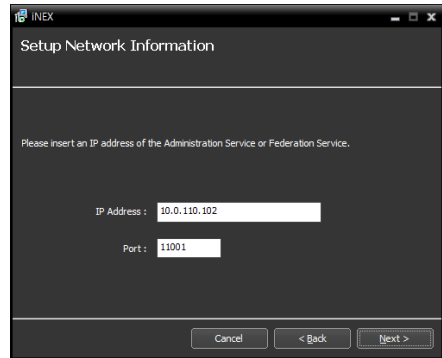 iNEX
Setup Network Information
Please insert an IP address of the Administration Service or Federation Service.
IP Address : 10.0.110.102
Port : 11001
Cancel < Back Next >